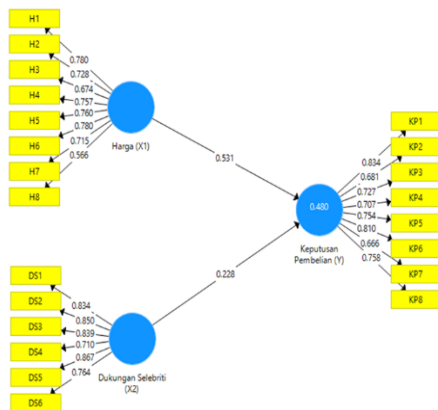 H1
H2
H3
H4
H5
H6
H7
H8
0.780
0.728
0.674
0.757
0.760
0.780
0.715
0.566
Harga (X1)
0.531
DS1
DS2
DS3
DS4
DS5
DS6
0.834
0.850
0.839
0.710
0.867
0.764
Dukungan Selebriti
(X2)
0.228
0.480
Keputusan
Pembelian (Y)
0.834
0.681
0.727
0.707
0.754
0.810
0.666
0.758
KP1
KP2
KP3
KP4
KP5
KP6
KP7
KP8